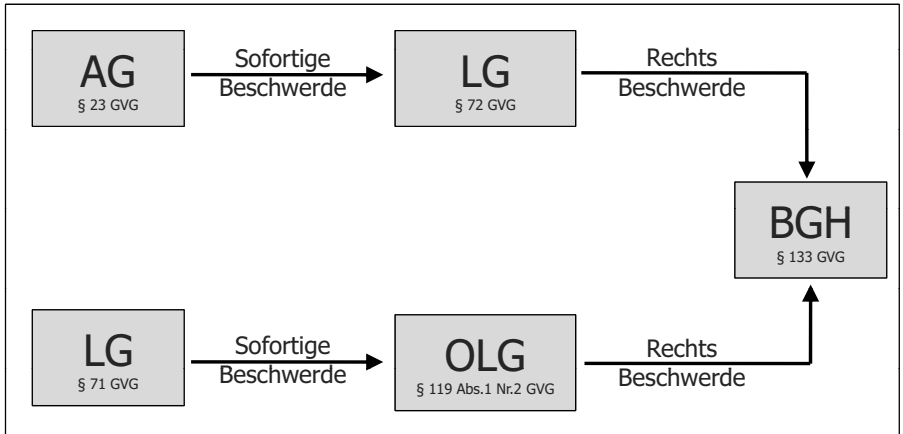 AG
§ 23 GVG
Sofortige
Beschwerde
LG
§ 72 GVG
Rechts
Beschwerde
BGH
§ 133 GVG
LG
§ 71 GVG
Sofortige
Beschwerde
OLG
§ 119 Abs.1 Nr.2 GVG
Rechts
Beschwerde